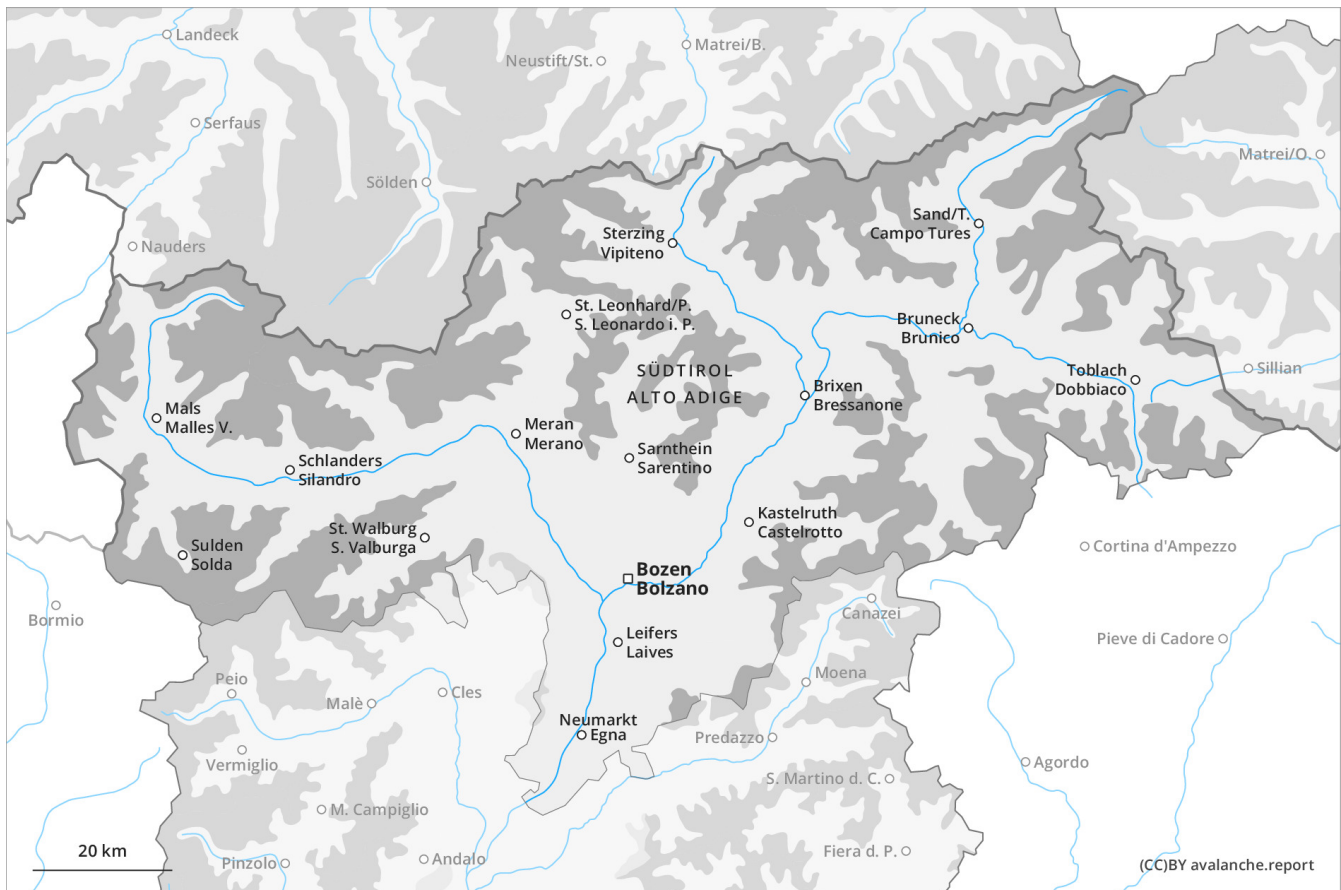 Landeck
Matrei/B.
Neustift/St.
Serfaus
Matrei/O.
Sölden
Nauders
Sand/T.
Campo Tures
Sterzing
Vipiteno
St. Leonhard/P.
S. Leonardo i. P.
Bruneck
Brunico
SÜDTIROL
ALTO ADIGE
Toblach
Dobbiaco
Sillian
Brixen
Bressanone
Mals
Malles V.
Meran
Merano
Schlanders
Silandro
Sarnthein
Sarentino
Kastelruth
Castelrotto
St. Walburg
S. Valburga
Sulden
Solda
Cortina d'Ampezzo
Bozen
Bolzano
Bormio
Canazei
Leifers
Laives
Pieve di Cadore
Moena
Peio
Malè
Cles
Neumarkt
Egna
Predazzo
Vermiglio
Agordo
S. Martino d. C.
M. Campiglio
20 km
Pinzolo
Andalo
Fiera d. P.
(CC)BY avalanche.report